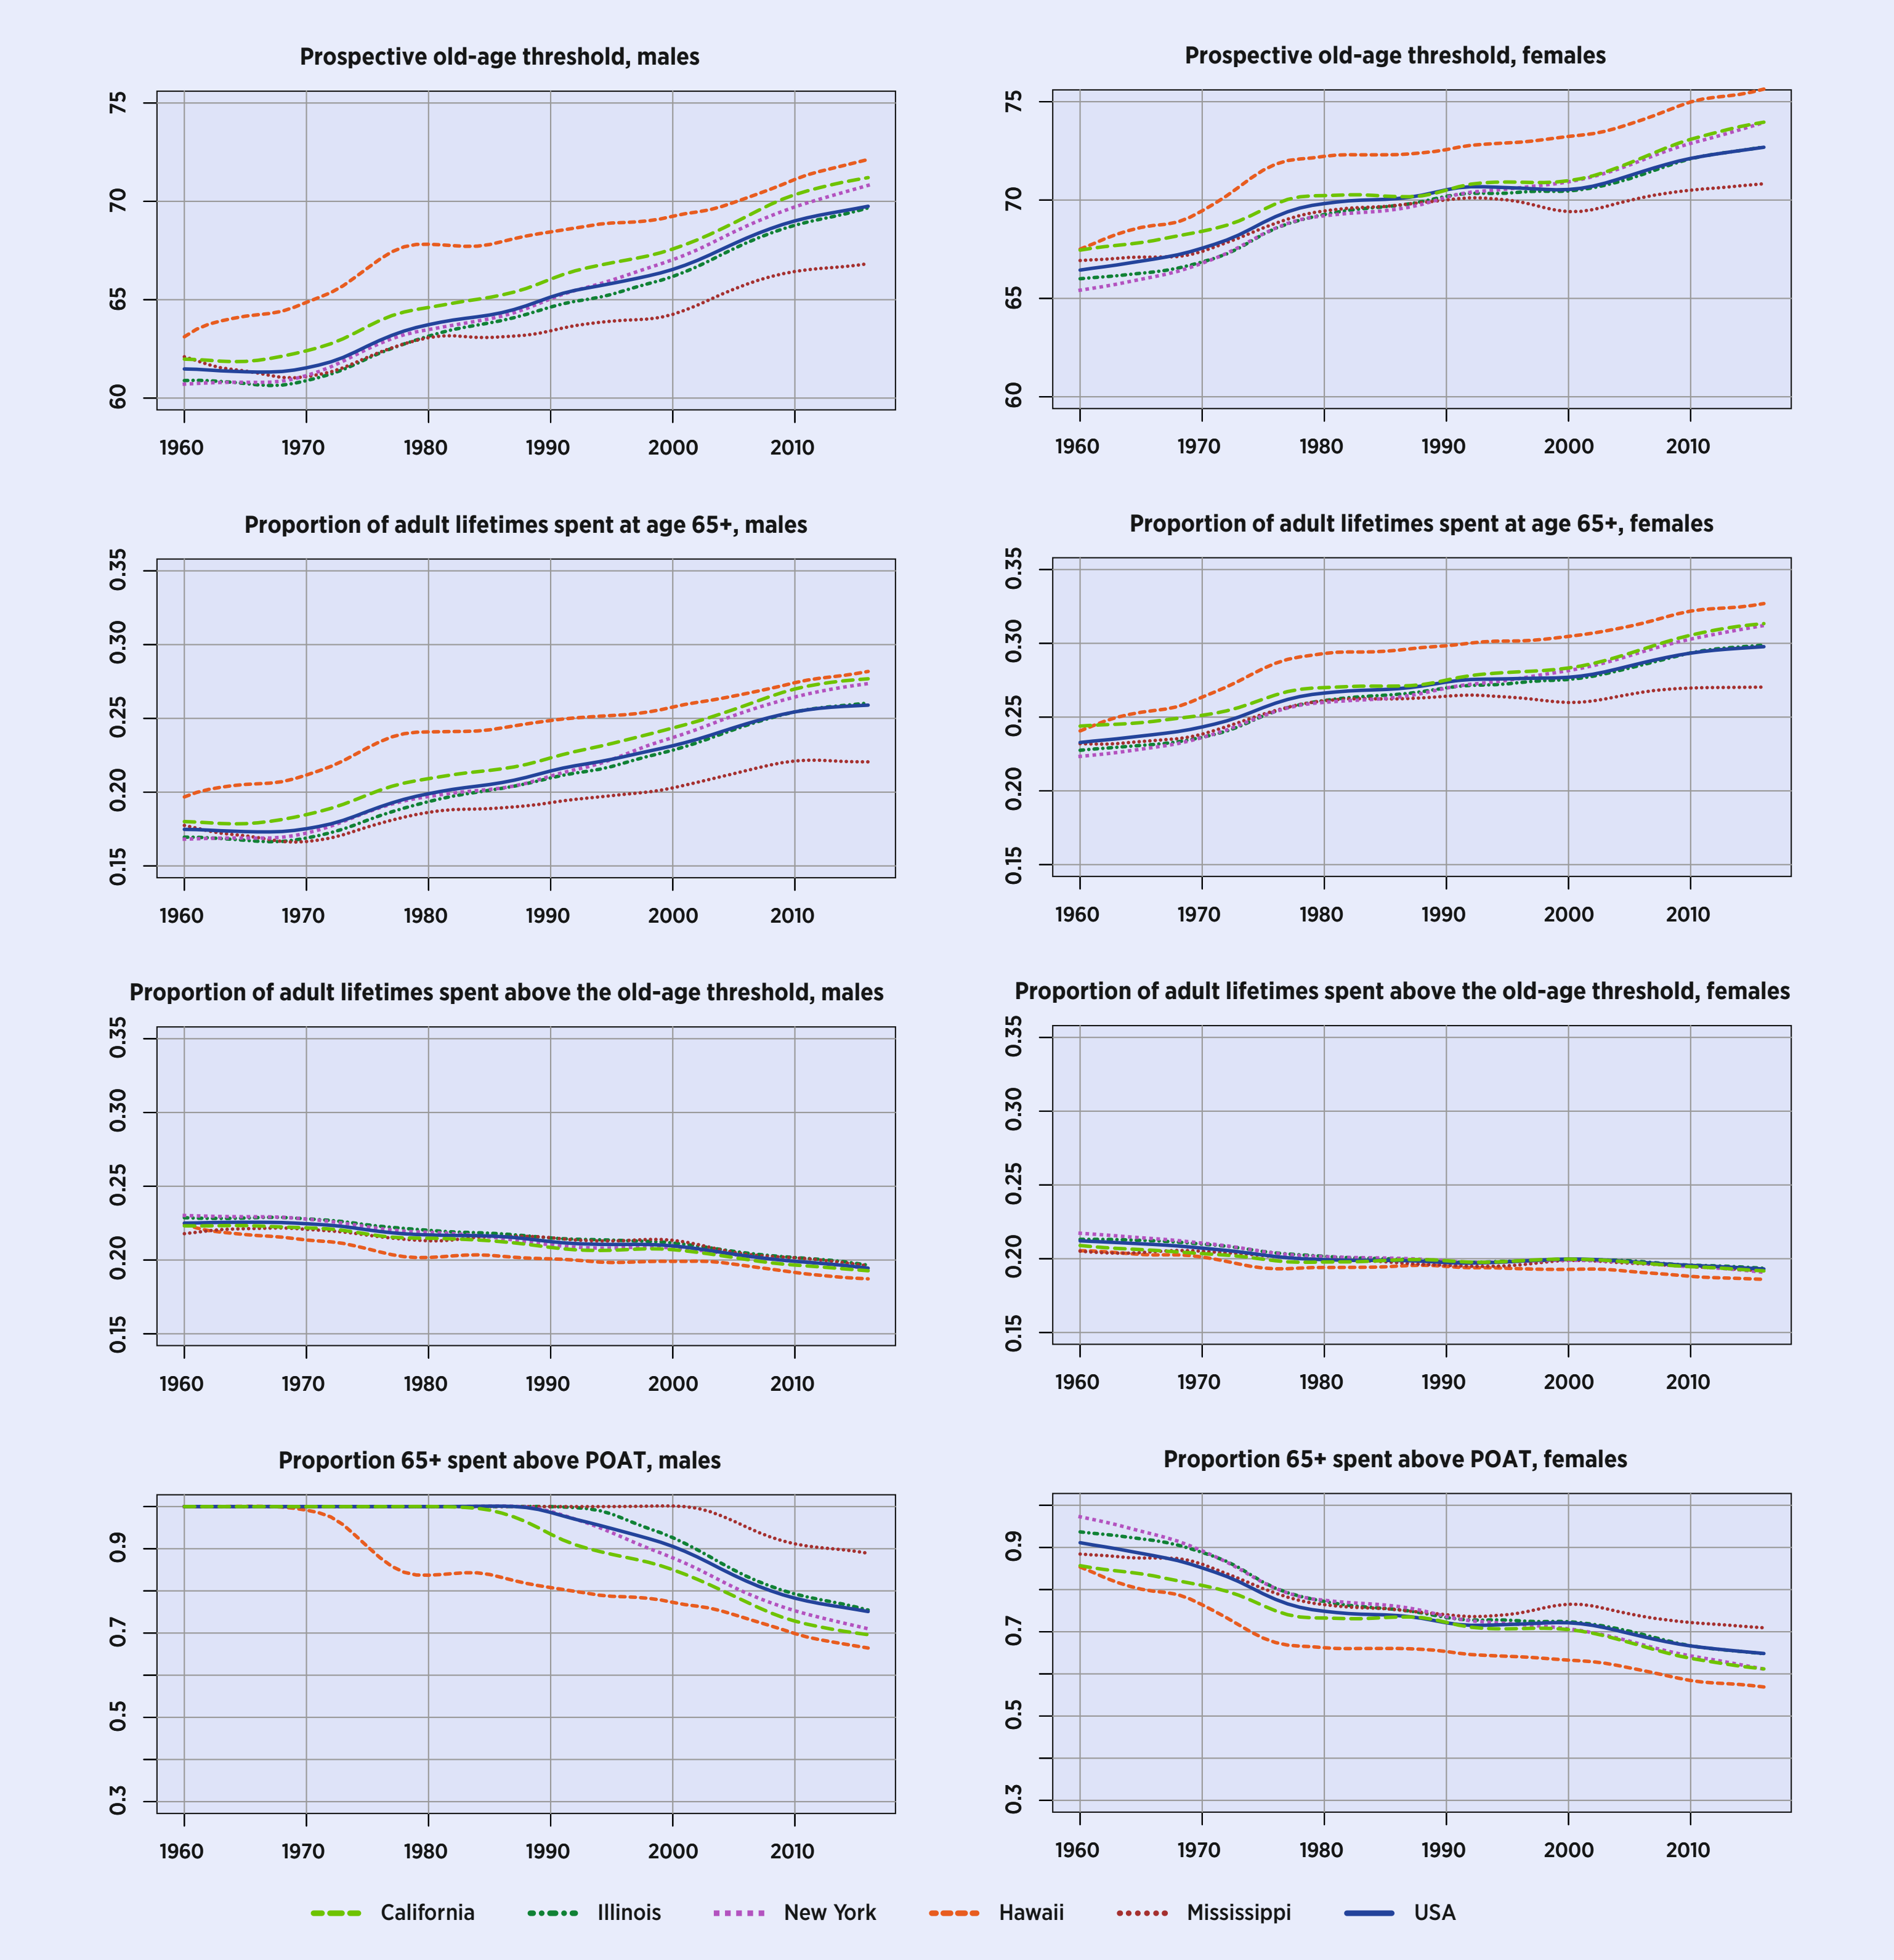 Prospective old-age threshold, males
75
70
65
60
1960 1970 1980 1990 2000 2010
Prospective old-age threshold, females
75
70
65
60
1960 1970 1980 1990 2000 2010
Proportion of adult lifetimes spent at age 65+, males
0.35
0.30
0.25
0.20
0.15
1960 1970 1980 1990 2000 2010
Proportion of adult lifetimes spent at age 65+, females
0.35
0.30
0.25
0.20
0.15
1960 1970 1980 1990 2000 2010
Proportion of adult lifetimes spent above the old-age threshold, males
0.35
0.30
0.25
0.20
0.15
1960 1970 1980 1990 2000 2010
Proportion of adult lifetimes spent above the old-age threshold, females
0.35
0.30
0.25
0.20
0.15
1960 1970 1980 1990 2000 2010
Proportion 65+ spent above POAT, males
0.9
0.7
0.5
0.3
1960 1970 1980 1990 2000 2010
Proportion 65+ spent above POAT, females
0.9
0.7
0.5
0.3
1960 1970 1980 1990 2000 2010
California Illinois New York Hawaii Mississippi USA